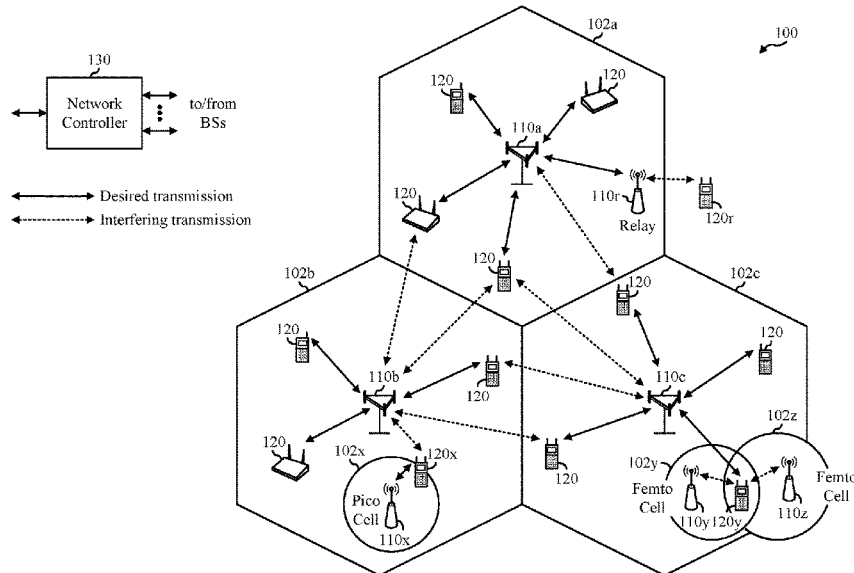 102a
100
130
Network
Controller
to/from
BSs
120
120
110a
Desired transmission
Interfering transmission
120
110r
Relay
120r
102b
120
102c
120
120
120
110b
120
110c
120
120
102x
120x
120
102z
102y
Pico
Cell
110x
Femto
Cell
110y
120y
110z
Femto
Cell